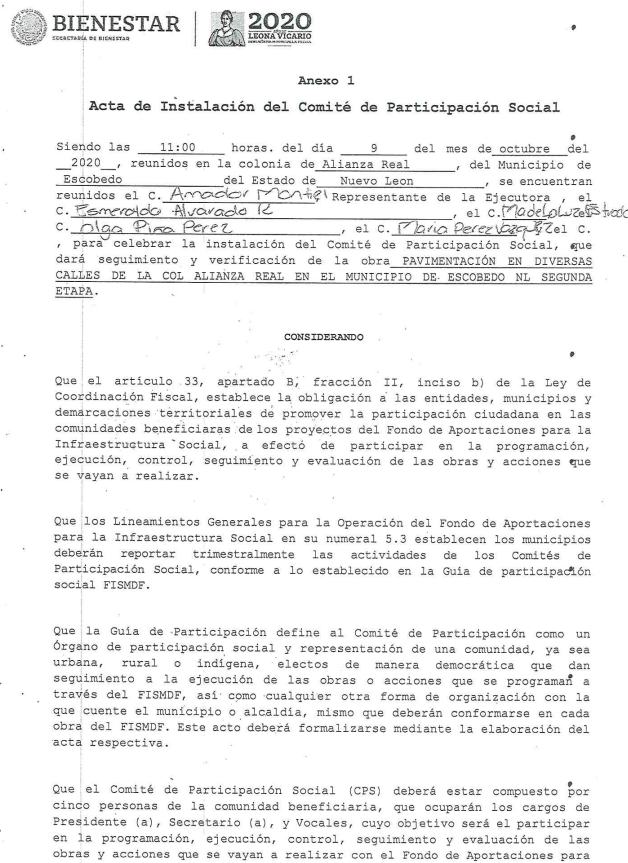 BIENESTAR
SECRETARÍA DE BIENESTAR
2020
LEONA VICARIO
Anexo 1
Acta de Instalación del Comité de Participación Social
Siendo las 11:00 horas. del día 9 del mes de octubre del
2020, reunidos en la colonia de Alianza Real, del Municipio de
Escobedo del Estado de Nuevo Leon, se encuentran
reunidos el C. Amador Montiel Representante de la Ejecutora , el
C. Esmeralda Alvarado R, el C. Ma de la Luz Estrada
C. Olga Piña Perez, el C. Maria Perez Vazquez el C.
, para celebrar la instalación del Comité de Participación Social, que
dará seguimiento y verificación de la obra PAVIMENTACIÓN EN DIVERSAS
CALLES DE LA COL ALIANZA REAL EN EL MUNICIPIO DE ESCOBEDO NL SEGUNDA
ETAPA.
CONSIDERANDO
Que el articulo 33, apartado B, fracción II, inciso b) de la Ley de
Coordinación Fiscal, establece la obligación a las entidades, municipios y
demarcaciones territoriales de promover la participación ciudadana en las
comunidades beneficiaras de los proyectos del Fondo de Aportaciones para la
Infraestructura Social, a efectó de participar en la programación,
ejecución, control, seguimiento y evaluación de las obras y acciones que
se vayan a realizar.
Que los Lineamientos Generales para la Operación del Fondo de Aportaciones
para la Infraestructura Social en su numeral 5.3 establecen los municipios
deberán reportar trimestralmente las actividades de los Comités de
Participación Social, conforme a lo establecido en la Guía de participación
social FISMDF.
Que la Guía de Participación define al Comité de Participación como un
Órgano de participación social y representación de una comunidad, ya sea
urbana, rural o indígena, electos de manera democrática que dan
seguimiento a la ejecución de las obras o acciones que se programan a
través del FISMDF, así como cualquier otra forma de organización con la
que cuente el municipio o alcaldía, mismo que deberán conformarse en cada
obra del FISMDF. Este acto deberá formalizarse mediante la elaboración del
acta respectiva.
Que el Comité de Participación Social (CPS) deberá estar compuesto por
cinco personas de la comunidad beneficiaria, que ocuparán los cargos de
Presidente (a), Secretario (a), y Vocales, cuyo objetivo será el participar
en la programación, ejecución, control, seguimiento y evaluación de las
obras y acciones que se vayan a realizar con el Fondo de Aportaciones para